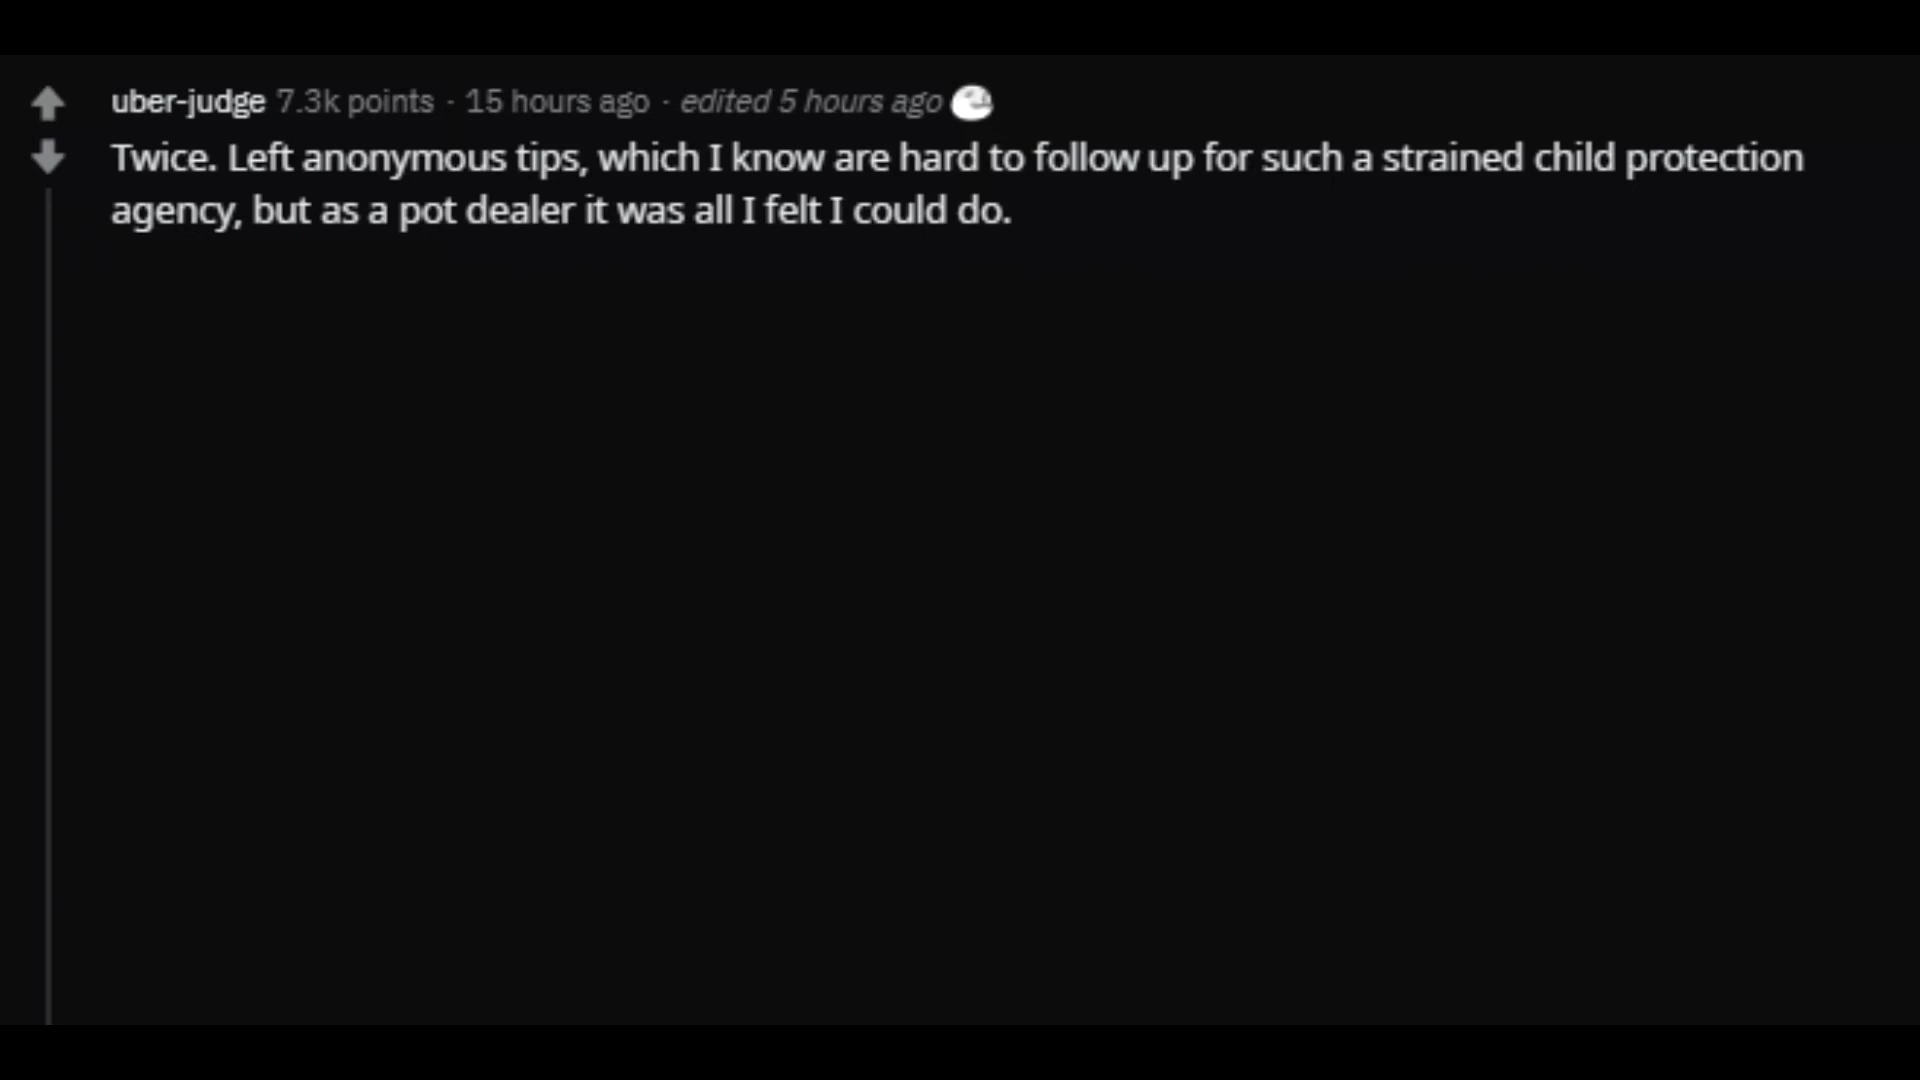 uber-judge 7.3k points · 15 hours ago · edited 5 hours ago
Twice. Left anonymous tips, which I know are hard to follow up for such a strained child protection
agency, but as a pot dealer it was all I felt I could do.